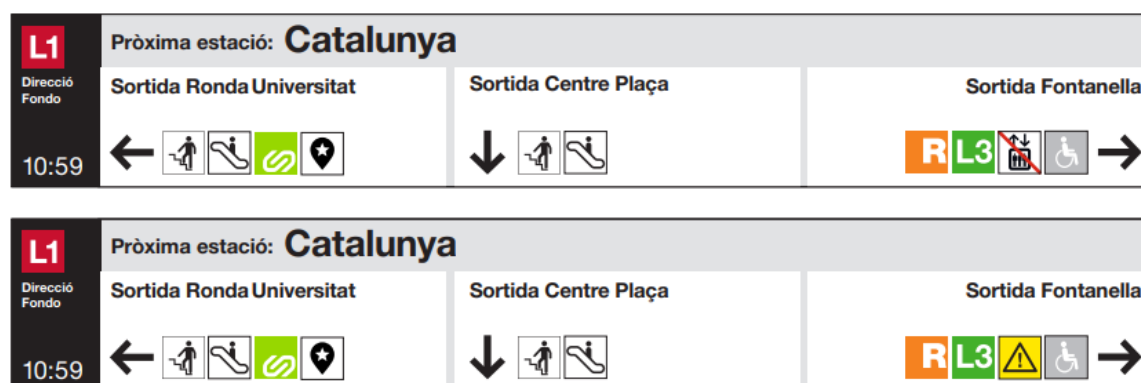 L1
Direcció
Fondo
10:59
Pròxima estació: Catalunya
Sortida Ronda Universitat
Sortida Centre Plaça
Sortida Fontanella
R L3
L1
Direcció
Fondo
10:59
Pròxima estació: Catalunya
Sortida Ronda Universitat
Sortida Centre Plaça
Sortida Fontanella
R L3